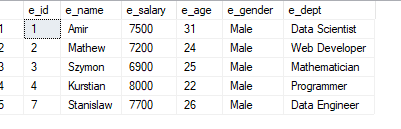 e_id e_name e_salary e_age e_gender e_dept
1 1 Amir 7500 31 Male Data Scientist
2 2 Mathew 7200 24 Male Web Developer
3 3 Szymon 6900 25 Male Mathematician
4 4 Kurstian 8000 22 Male Programmer
5 7 Stanislaw 7700 26 Male Data Engineer